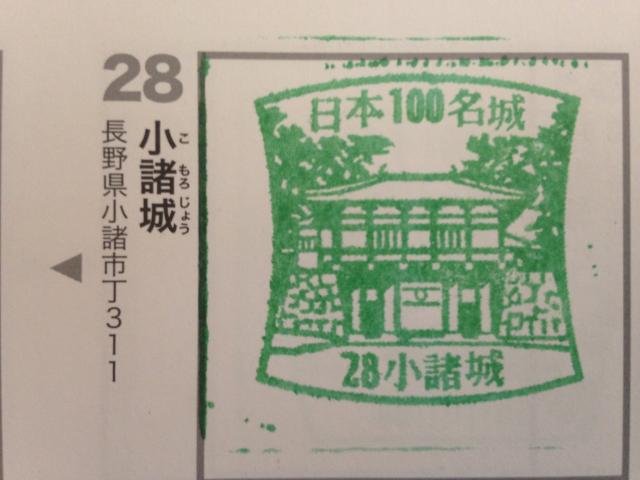 28
小諸城
こもろじょう
長野県小諸市丁311
日本100名城
28小諸城